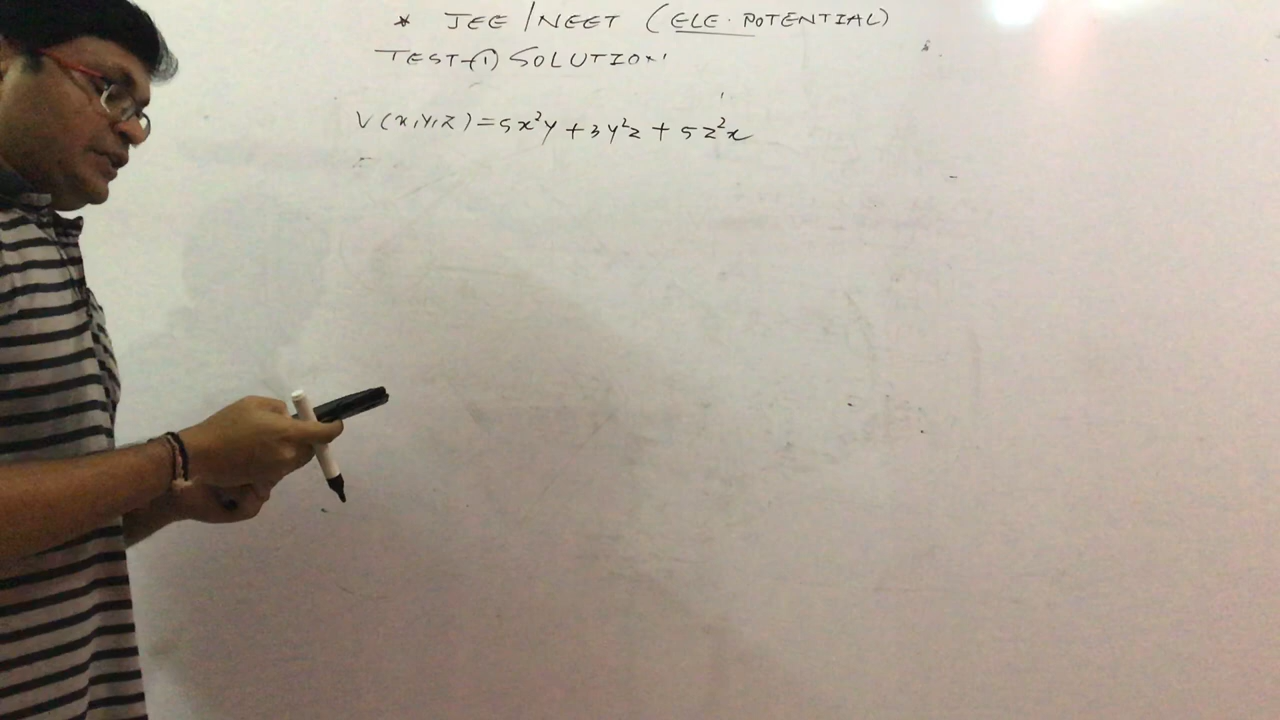 * JEE/NEET (ELE. POTENTIAL)
TEST-(1) SOLUTION
V(x,y,z)=5x²y+3y²z+5z²x